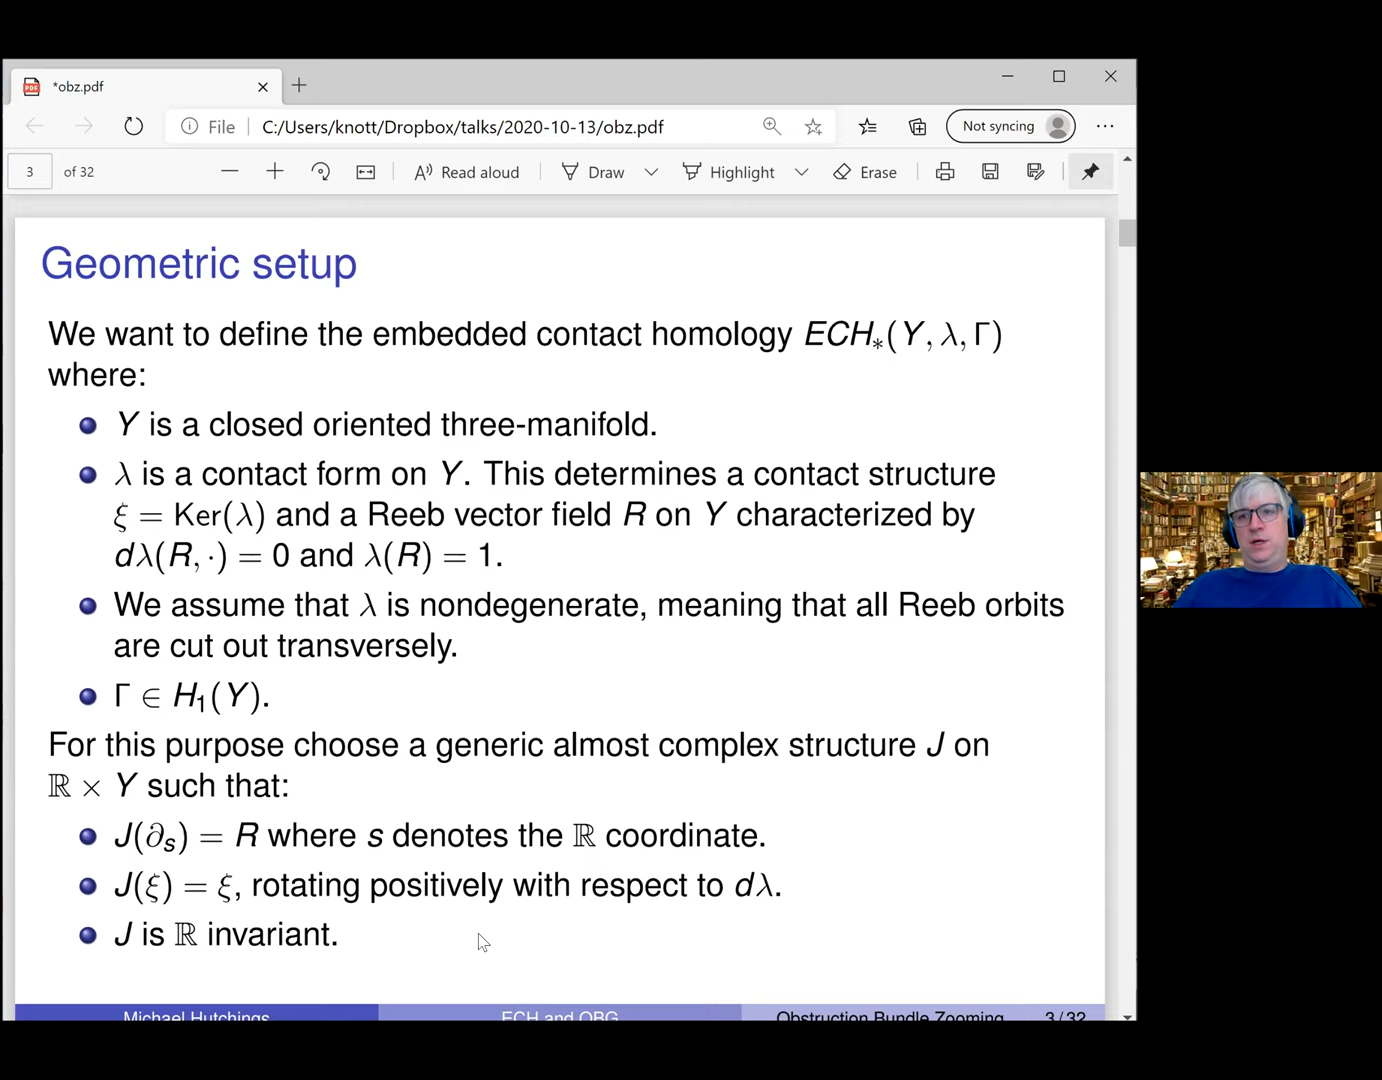 *obz.pdf
File C:/Users/knott/Dropbox/talks/2020-10-13/obz.pdf Not syncing
3 of 32 Read aloud Draw Highlight Erase
Geometric setup
We want to define the embedded contact homology ECH∗(Y, λ, Γ)
where:
Y is a closed oriented three-manifold.
λ is a contact form on Y. This determines a contact structure
ξ = Ker(λ) and a Reeb vector field R on Y characterized by
dλ(R, ·) = 0 and λ(R) = 1.
We assume that λ is nondegenerate, meaning that all Reeb orbits
are cut out transversely.
Γ ∈ H₁(Y).
For this purpose choose a generic almost complex structure J on
ℝ × Y such that:
J(∂ₛ) = R where s denotes the ℝ coordinate.
J(ξ) = ξ, rotating positively with respect to dλ.
J is ℝ invariant.
Michael Hutchings ECH and OBG Obstruction Bundle Zooming 3/32